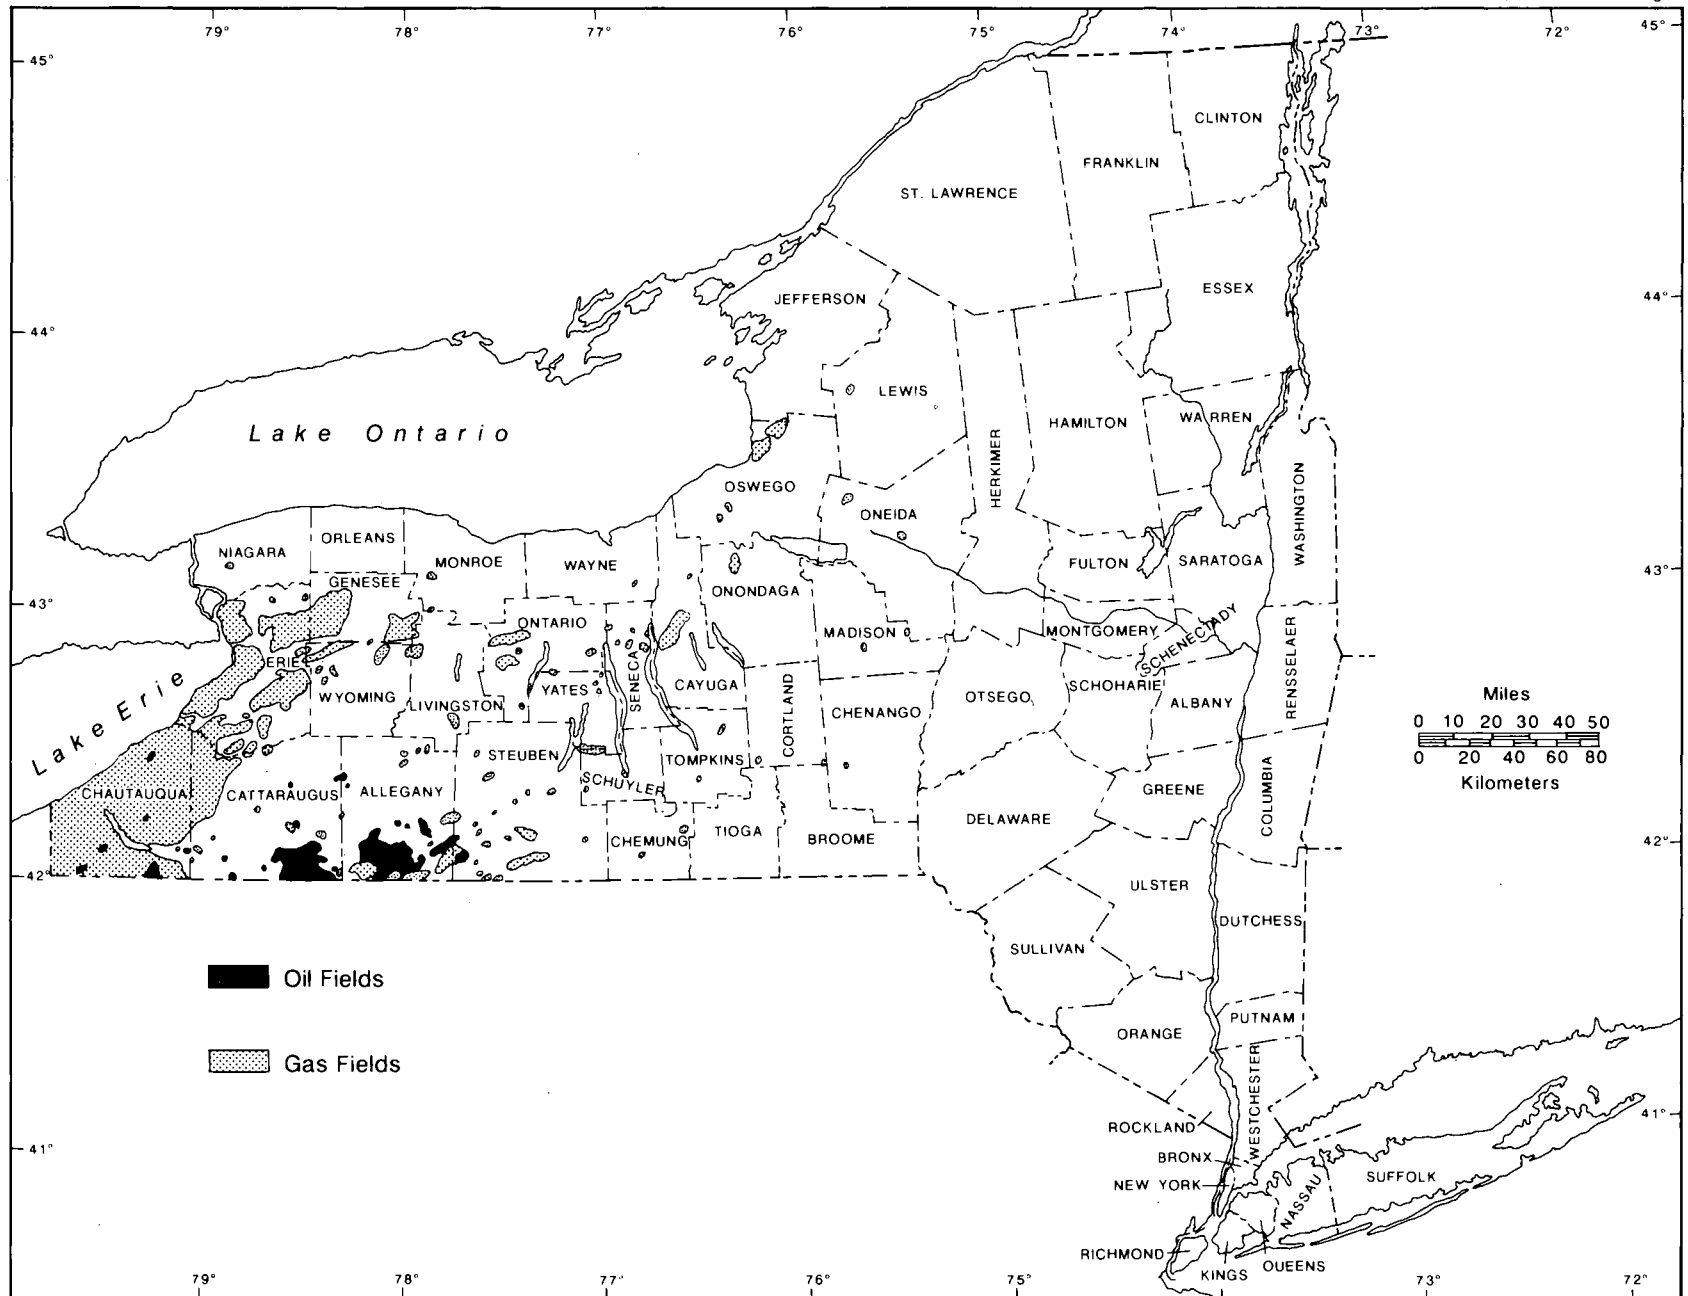 79° 78° 77° 76° 75° 74° 73° 72° 45°
45°
CLINTON
FRANKLIN
ST. LAWRENCE
ESSEX
JEFFERSON
44°
44°
LEWIS
WARREN
HAMILTON
Lake Ontario
HERKIMER
WASHINGTON
OSWEGO
ONEIDA
ORLEANS
NIAGARA
MONROE
WAYNE
FULTON
SARATOGA
43°
GENESEE
ONONDAGA
43°
ONTARIO
MADISON
MONTGOMERY
SCHENECTADY
ERIE
SENECA
CAYUGA
SCHOHARIE
RENSSELAER
WYOMING
YATES
OTSEGO
ALBANY
LIVINGSTON
CORTLAND
CHENANGO
Lake Erie
Miles
0 10 20 30 40 50
0 20 40 60 80
Kilometers
STEUBEN
TOMPKINS
SCHUYLER
CHAUTAUQUA
CATTARAUGUS
ALLEGANY
GREENE
COLUMBIA
DELAWARE
CHEMUNG
TIOGA
BROOME
42°
42°
ULSTER
DUTCHESS
SULLIVAN
Oil Fields
PUTNAM
ORANGE
Gas Fields
WESTCHESTER
41°
ROCKLAND
41°
BRONX
NEW YORK
NASSAU
SUFFOLK
RICHMOND
KINGS
QUEENS
79° 78° 77° 76° 75° 73° 72°